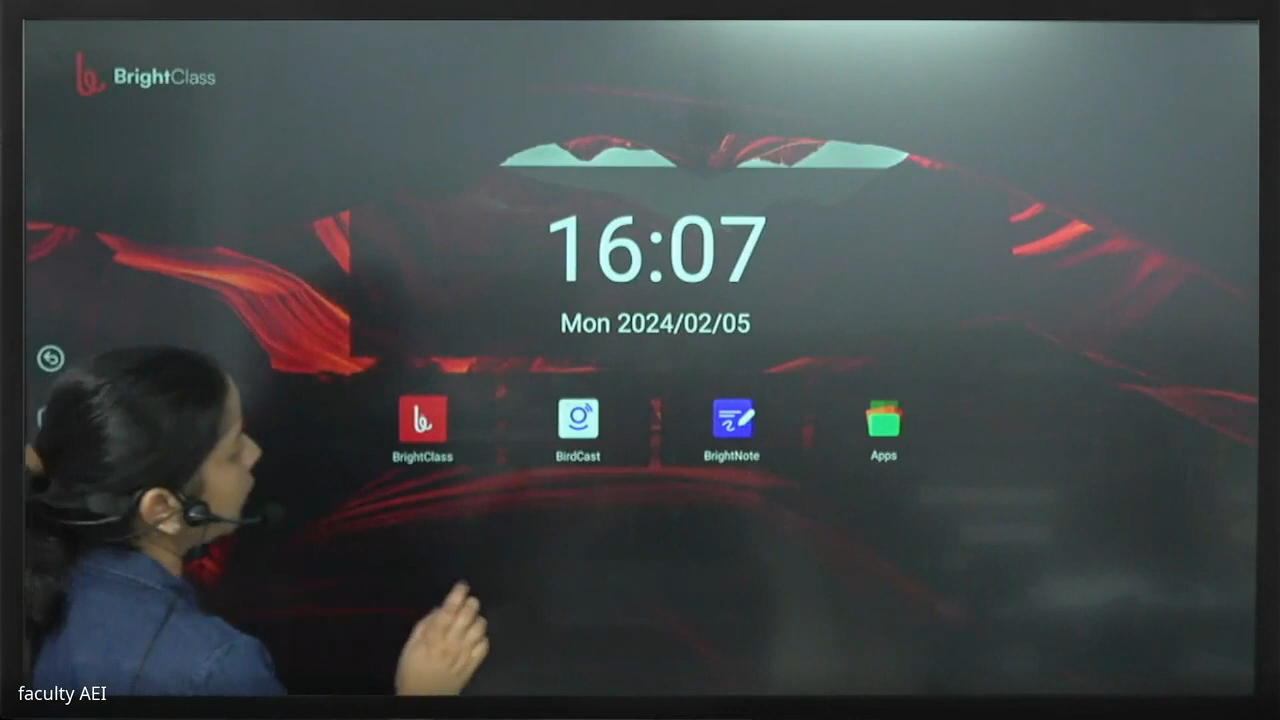 BrightClass
16:07
Mon 2024/02/05
BrightClass
BirdCast
BrightNote
Apps
faculty AEI